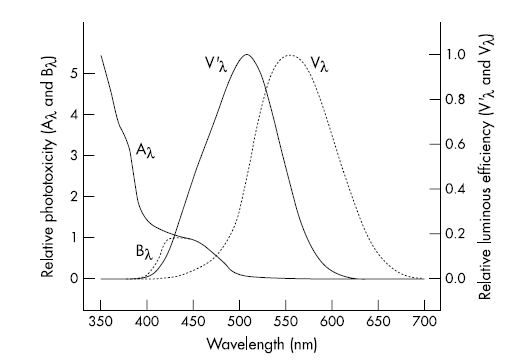 Relative phototoxicity (Aλ and Bλ)
5
4
3
2
1
0
Aλ
Bλ
V'λ
Vλ
1.0
0.8
0.6
0.4
0.2
0.0
Relative luminous efficiency (V'λ and Vλ)
350 400 450 500 550 600 650 700
Wavelength (nm)